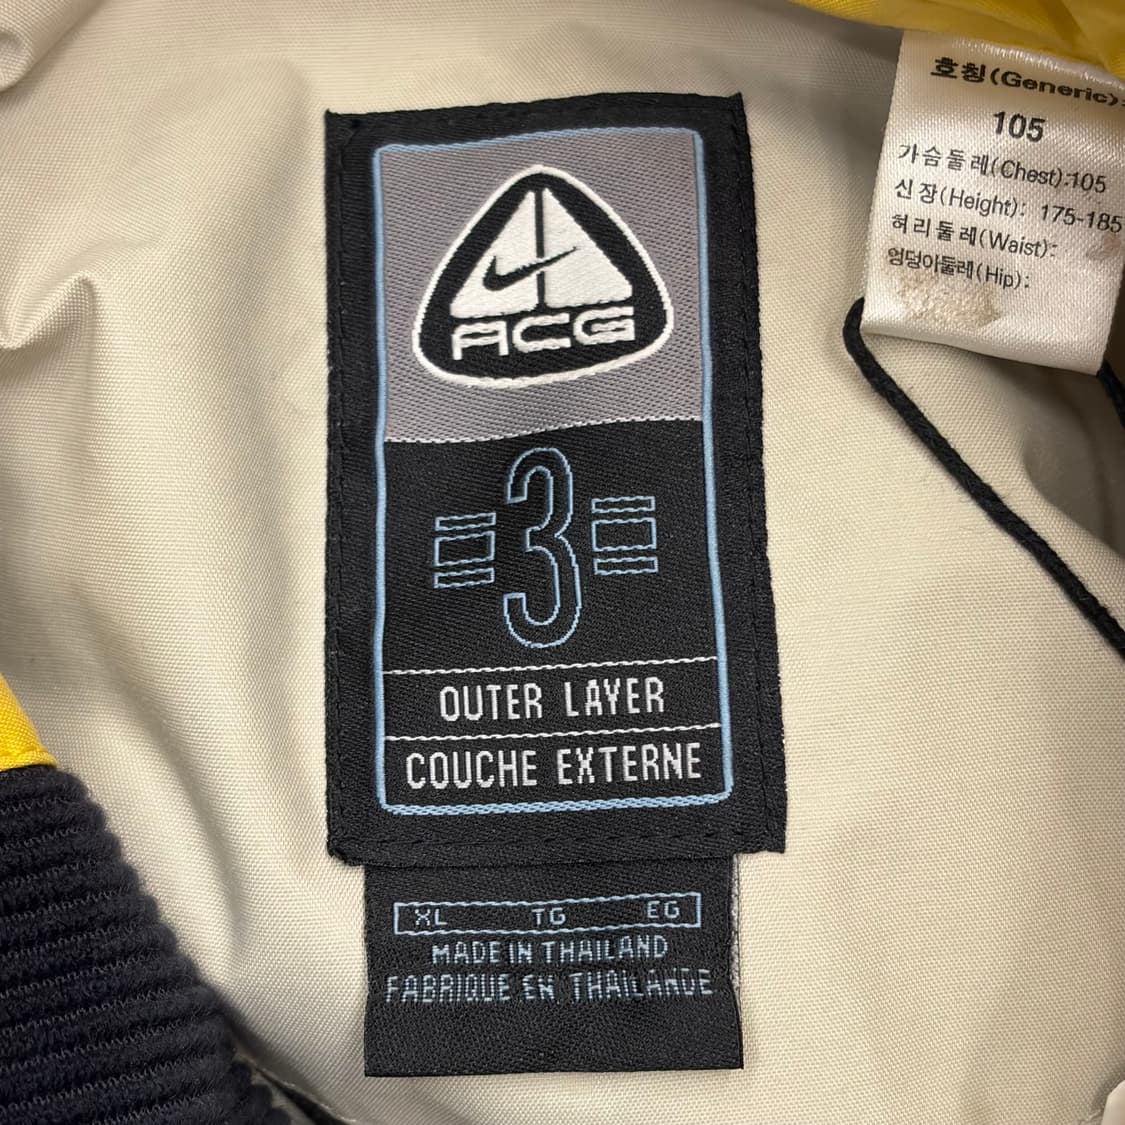 ACG
3
OUTER LAYER
COUCHE EXTERNE
XL TG EG
MADE IN THAILAND
FABRIQUE EN THAILANDE
호칭(Generic):
105
가슴둘레(Chest):105
신장(Height): 175-185
허리둘레(Waist):
엉덩이둘레(Hip):